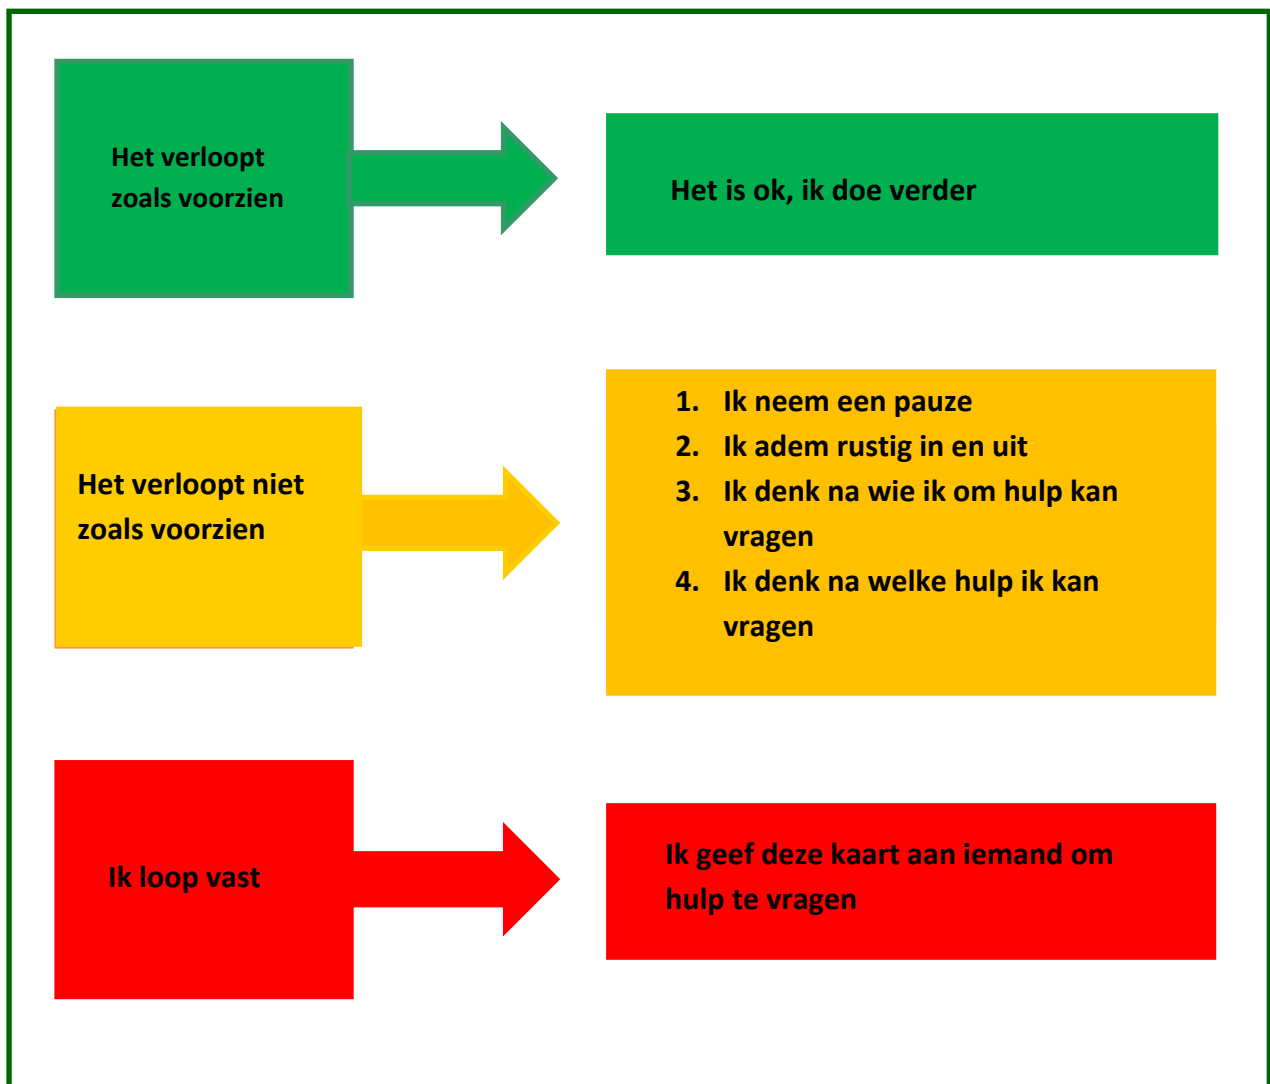 Het verloopt
zoals voorzien
Het is ok, ik doe verder
Het verloopt niet
zoals voorzien
1. Ik neem een pauze
2. Ik adem rustig in en uit
3. Ik denk na wie ik om hulp kan
vragen
4. Ik denk na welke hulp ik kan
vragen
Ik loop vast
Ik geef deze kaart aan iemand om
hulp te vragen